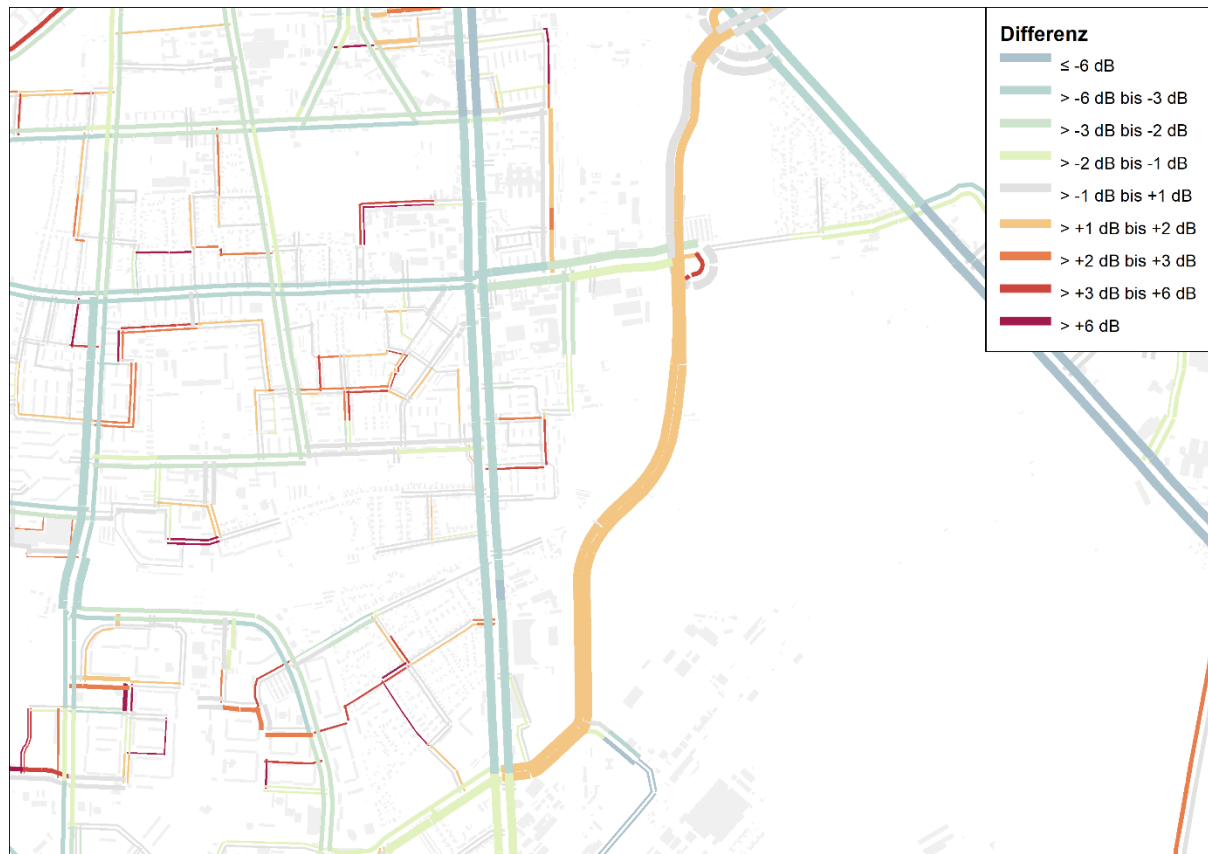 Differenz
≤ -6 dB
> -6 dB bis -3 dB
> -3 dB bis -2 dB
> -2 dB bis -1 dB
> -1 dB bis +1 dB
> +1 dB bis +2 dB
> +2 dB bis +3 dB
> +3 dB bis +6 dB
> +6 dB